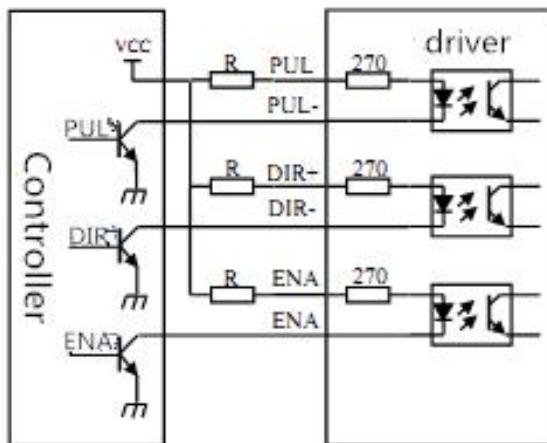 driver
vcc
R PUL 270
PUL-
PUL
R DIR+ 270
DIR-
DIR
Controller
R ENA 270
ENA
ENA